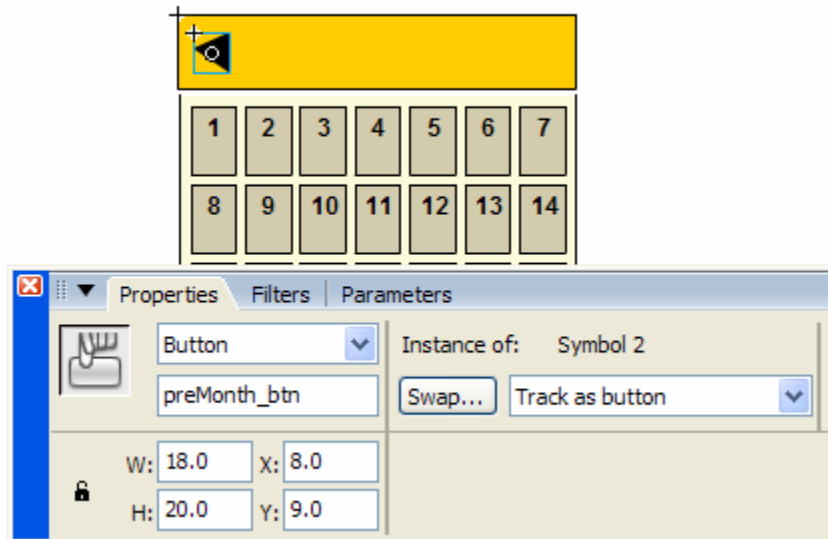 1 2 3 4 5 6 7
8 9 10 11 12 13 14
Properties Filters Parameters
Button Instance of: Symbol 2
preMonth_btn Swap... Track as button
W: 18.0 X: 8.0
H: 20.0 Y: 9.0